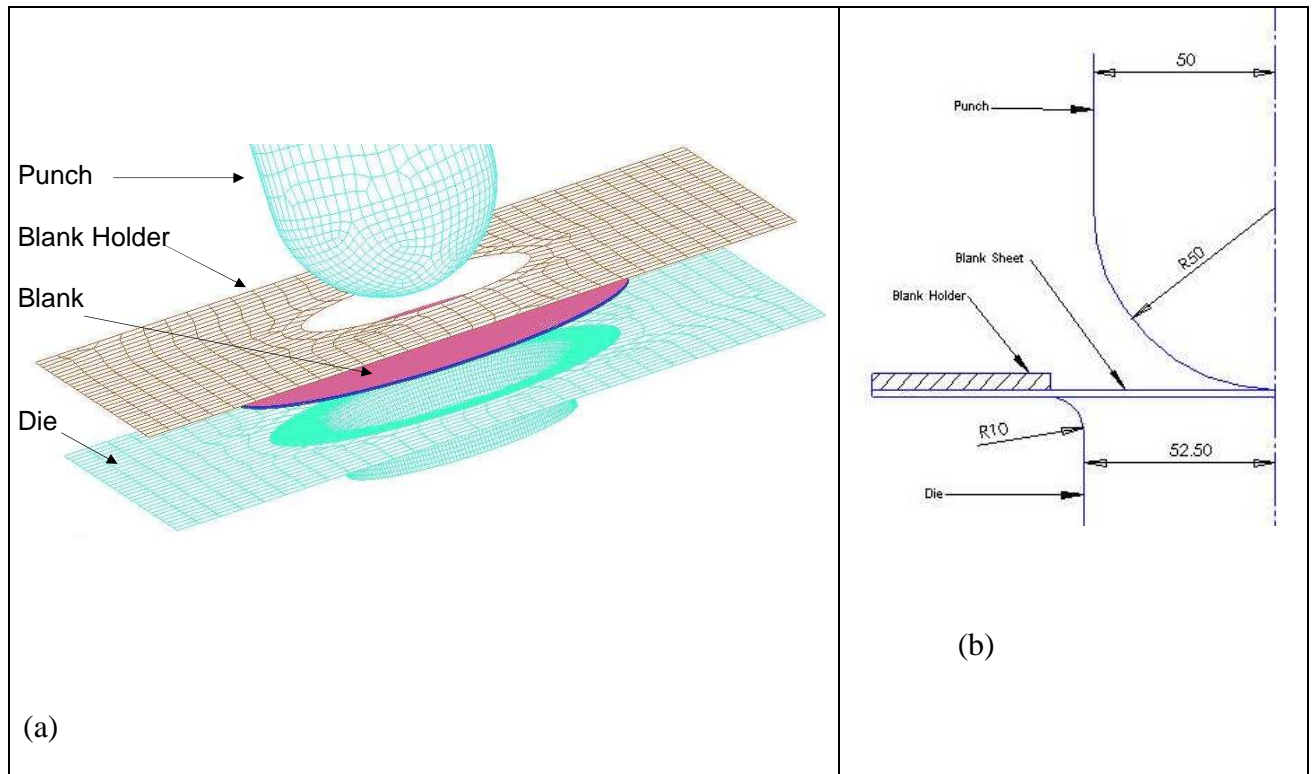 Punch
Blank Holder
Blank
Die
(a)
50
Punch
R50
Blank Sheet
Blank Holder
R10
52.50
Die
(b)